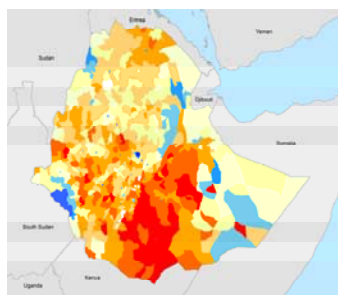 Eritrea
Yemen
Sudan
Djibouti
Somalia
South Sudan
Uganda
Kenya